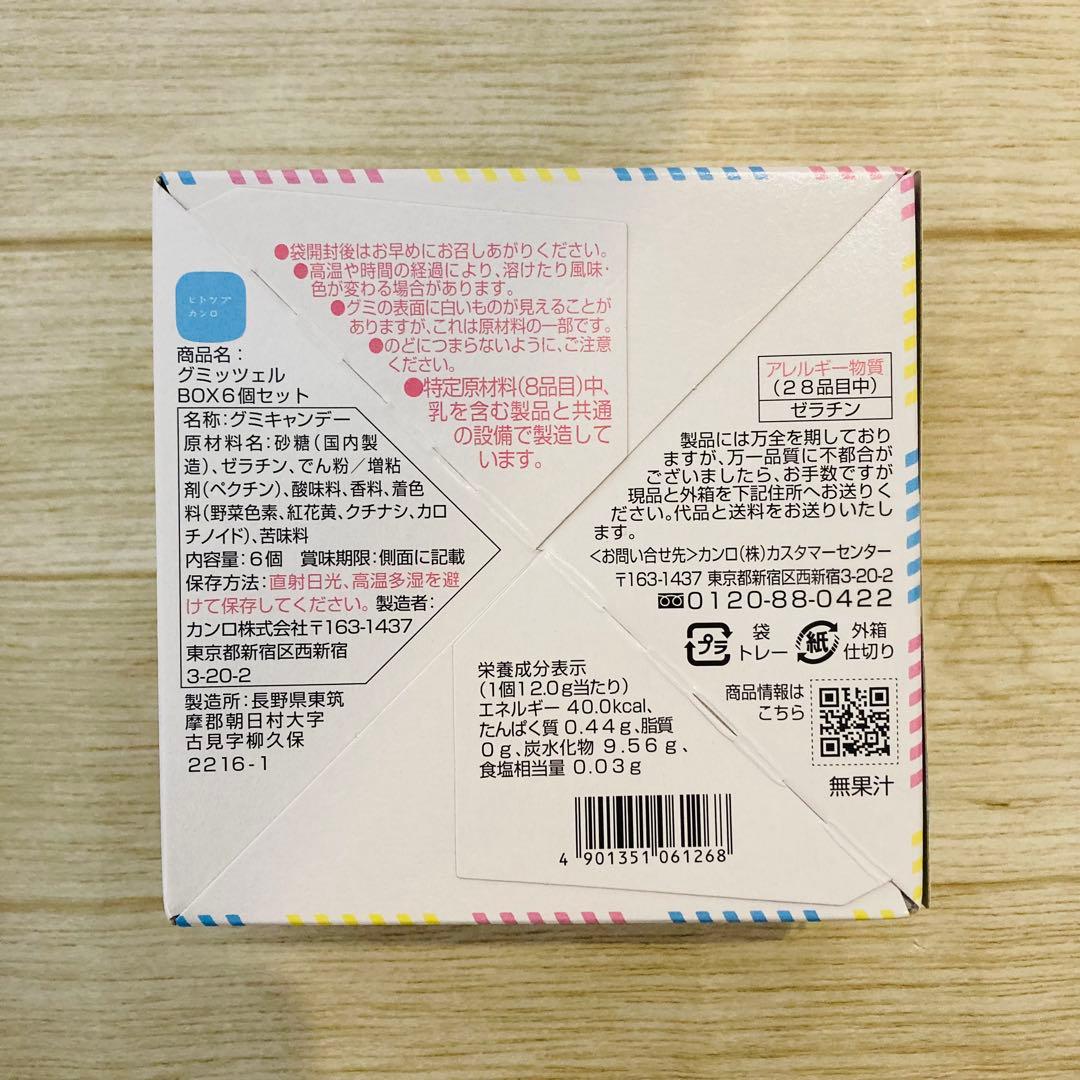 ●袋開封後はお早めにお召しあがりください。
●高温や時間の経過により、溶けたり風味・
色が変わる場合があります。
●グミの表面に白いものが見えることが
ありますが、これは原材料の一部です。
●のどにつまらないように、ご注意
ください。
●特定原材料(8品目)中、
乳を含む製品と共通
の設備で製造して
います。
ヒトツブ
カンロ
商品名:
グミッツェル
BOX6個セット
名称:グミキャンデー
原材料名:砂糖(国内製
造)、ゼラチン、でん粉/増粘
剤(ペクチン)、酸味料、香料、着色
料(野菜色素、紅花黄、クチナシ、カロ
チノイド)、苦味料
内容量:6個 賞味期限:側面に記載
保存方法:直射日光、高温多湿を避
けて保存してください。製造者:
カンロ株式会社〒163-1437
東京都新宿区西新宿
3-20-2
製造所:長野県東筑
摩郡朝日村大字
古見字柳久保
2216-1
アレルギー物質
(28品目中)
ゼラチン
製品には万全を期しており
ますが、万一品質に不都合が
ございましたら、お手数ですが
現品と外箱を下記住所へお送りく
ださい。代品と送料をお送りいたし
ます。
<お問い合せ先>カンロ(株)カスタマーセンター
〒163-1437 東京都新宿区西新宿3-20-2
0120-88-0422
プラ 袋 トレー 紙 外箱 仕切り
商品情報は
こちら
無果汁
栄養成分表示
(1個12.0g当たり)
エネルギー 40.0kcal、
たんぱく質 0.44g、脂質
0g、炭水化物 9.56g、
食塩相当量 0.03g
4 901351 061268